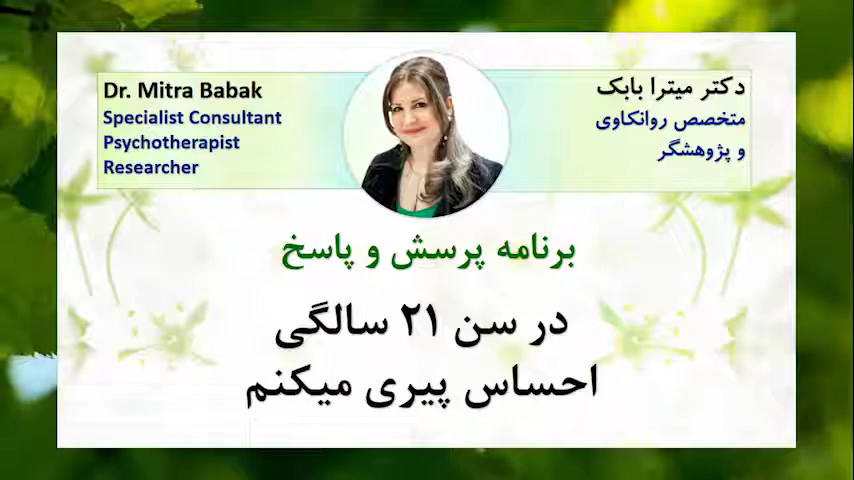 Dr. Mitra Babak
Specialist Consultant
Psychotherapist
Researcher
دکتر میترا بابک
متخصص روانکاوی
و پژوهشگر
برنامه پرسش و پاسخ
در سن ۲۱ سالگی
احساس پیری میکنم